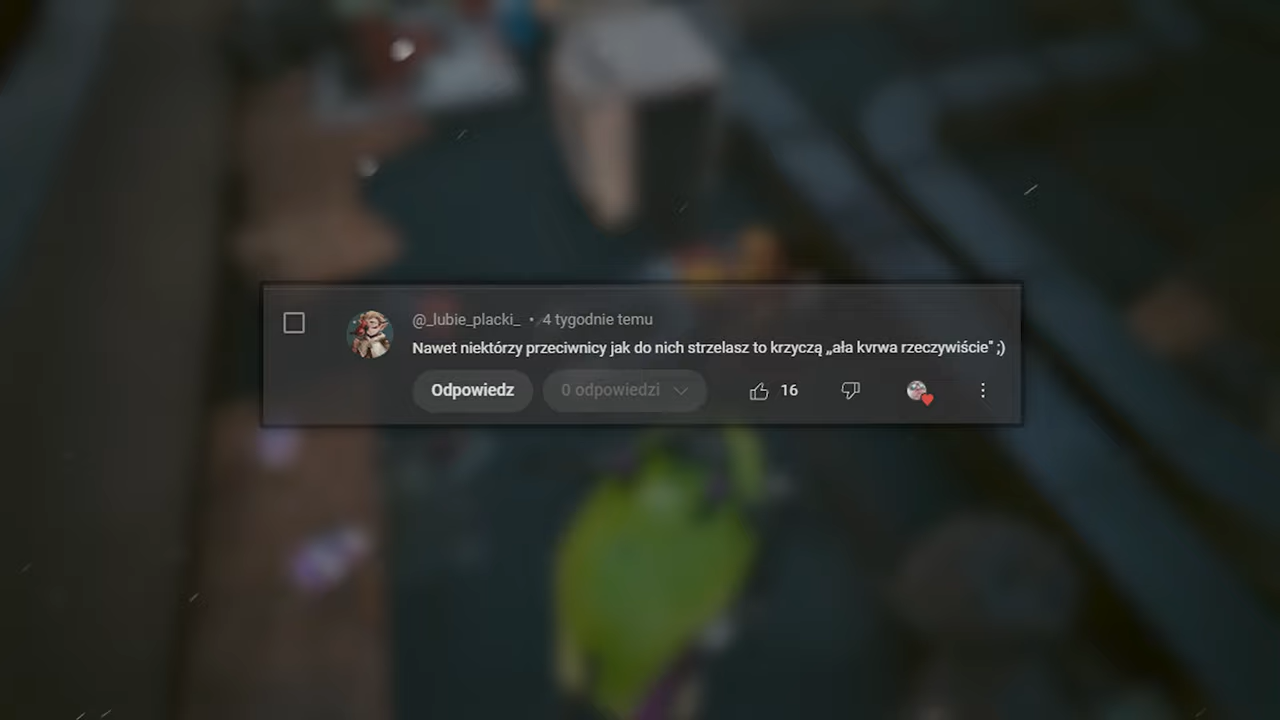 @_lubie_placki_ • 4 tygodnie temu
Nawet niektórzy przeciwnicy jak do nich strzelasz to krzyczą „ała kvrwa rzeczywiście" ;)
Odpowiedz 0 odpowiedzi 16